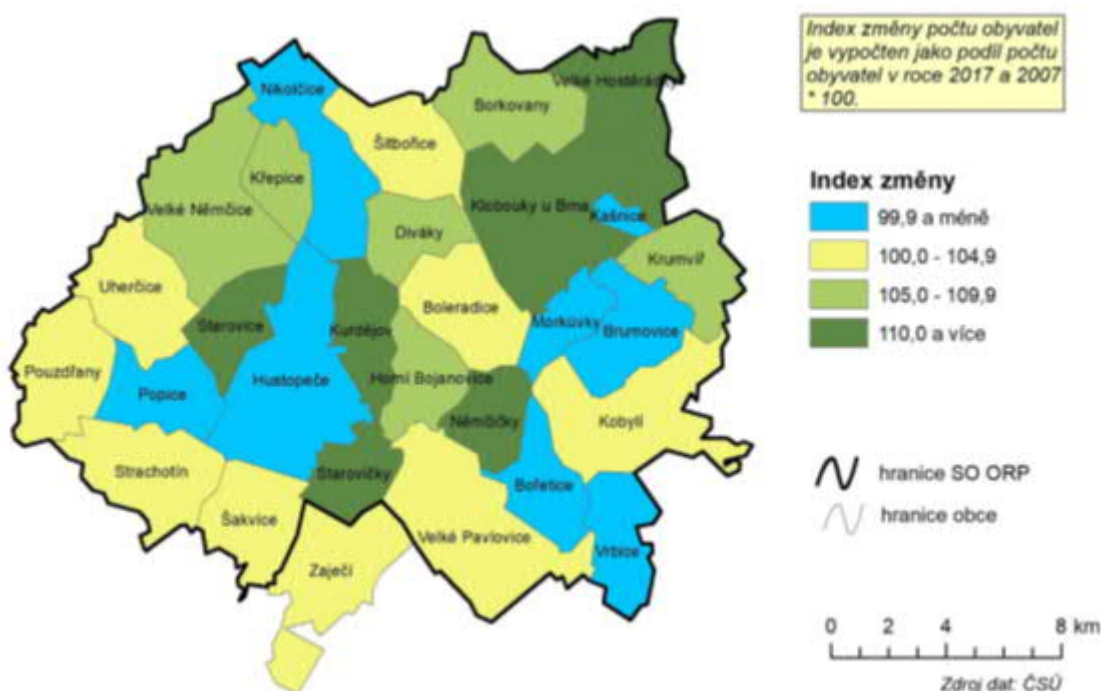 Index změny počtu obyvatel
je vypočten jako podíl počtu
obyvatel v roce 2017 a 2007
* 100.
Index změny
99,9 a méně
100,0 - 104,9
105,0 - 109,9
110,0 a více
hranice SO ORP
hranice obce
0 2 4 8 km
Zdroj dat: ČSÚ
Nikolčice
Velké Hostěrádky
Borkovany
Šitbořice
Křepice
Velké Němčice
Klobouky u Brna
Kašnice
Diváky
Krumvíř
Uherčice
Boleradice
Starovice
Kurdějov
Morkůvky
Brumovice
Pouzdřany
Popice
Hustopeče
Horní Bojanovice
Němčičky
Kobylí
Strachotín
Starovičky
Bořetice
Šakvice
Velké Pavlovice
Vrbice
Zaječí